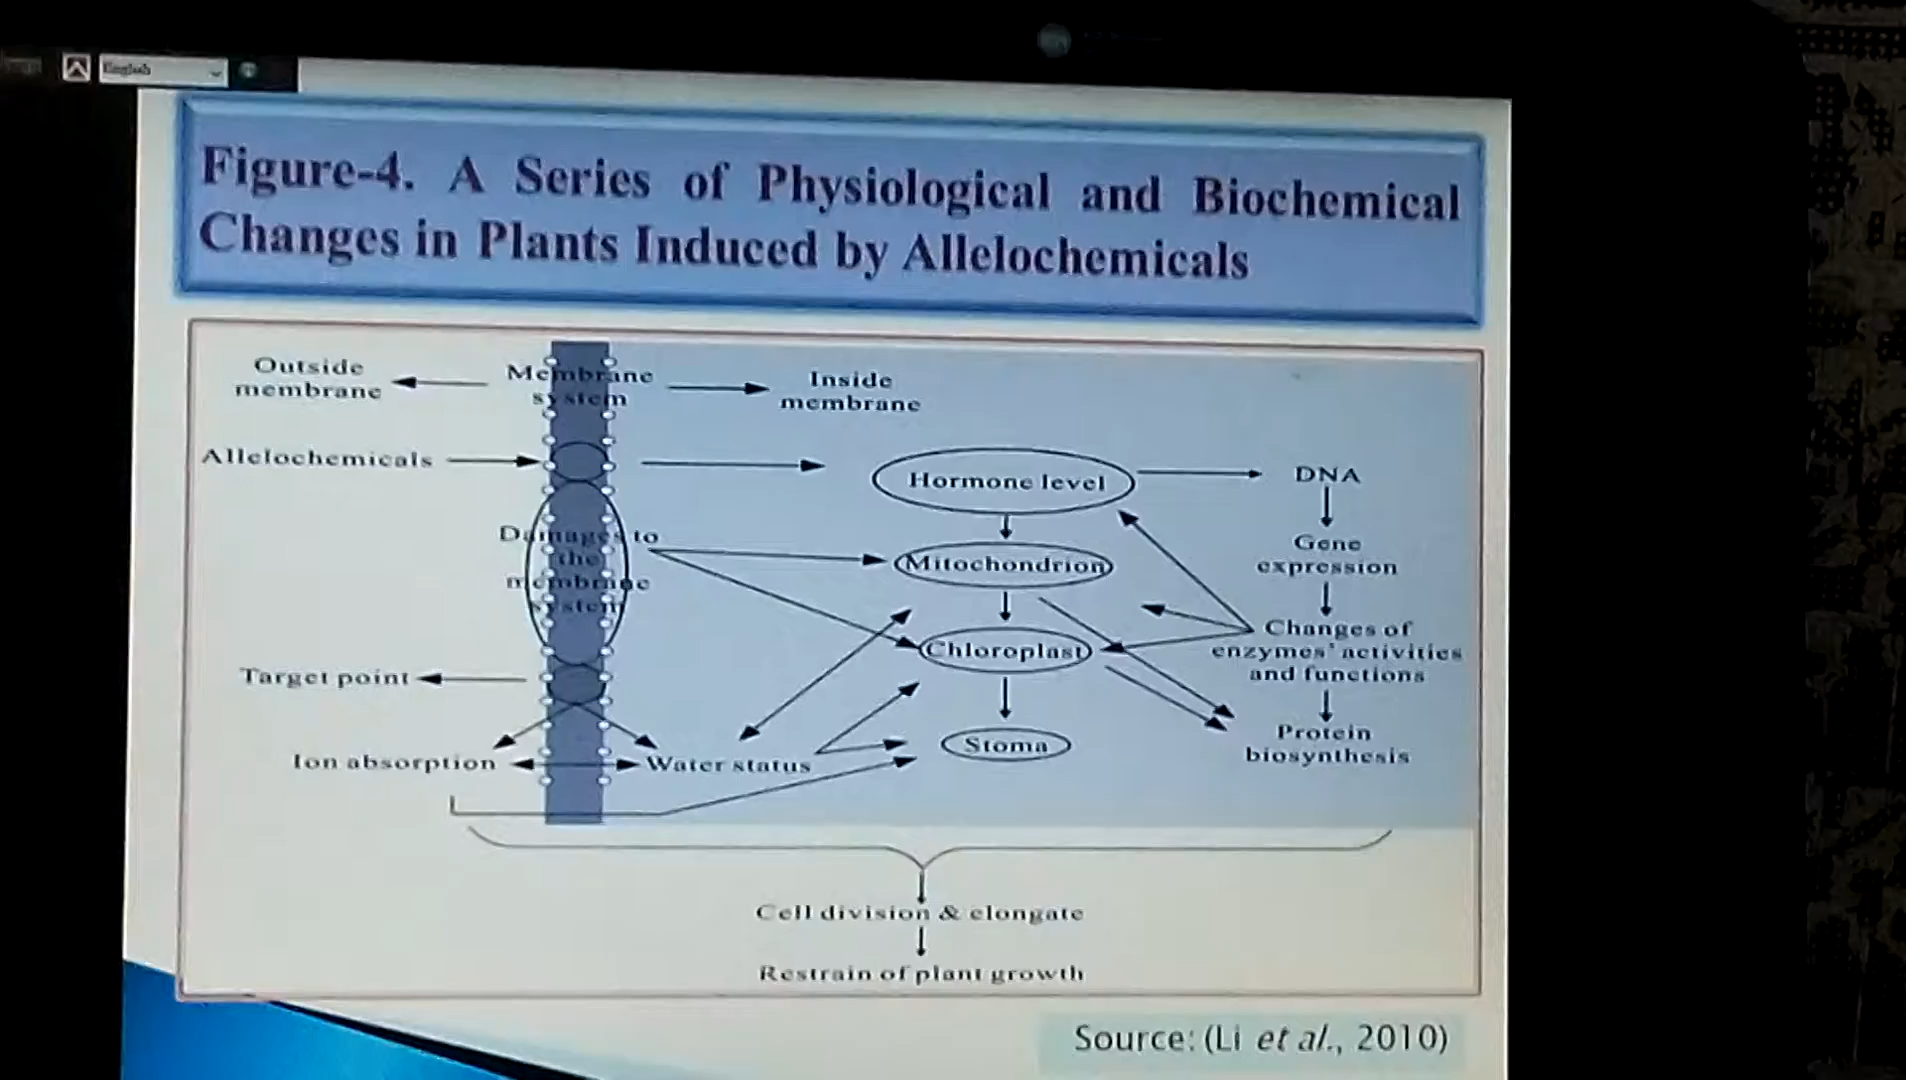 English
Figure-4. A Series of Physiological and Biochemical
Changes in Plants Induced by Allelochemicals
Outside
membrane
Membrane
system
Inside
membrane
Allelochemicals
Hormone level
DNA
Damages to
the
membrane
system
Mitochondrion
Gene
expression
Chloroplast
Changes of
enzymes' activities
and functions
Target point
Stoma
Protein
biosynthesis
Ion absorption
Water status
Cell division & elongate
Restrain of plant growth
Source: (Li et al., 2010)